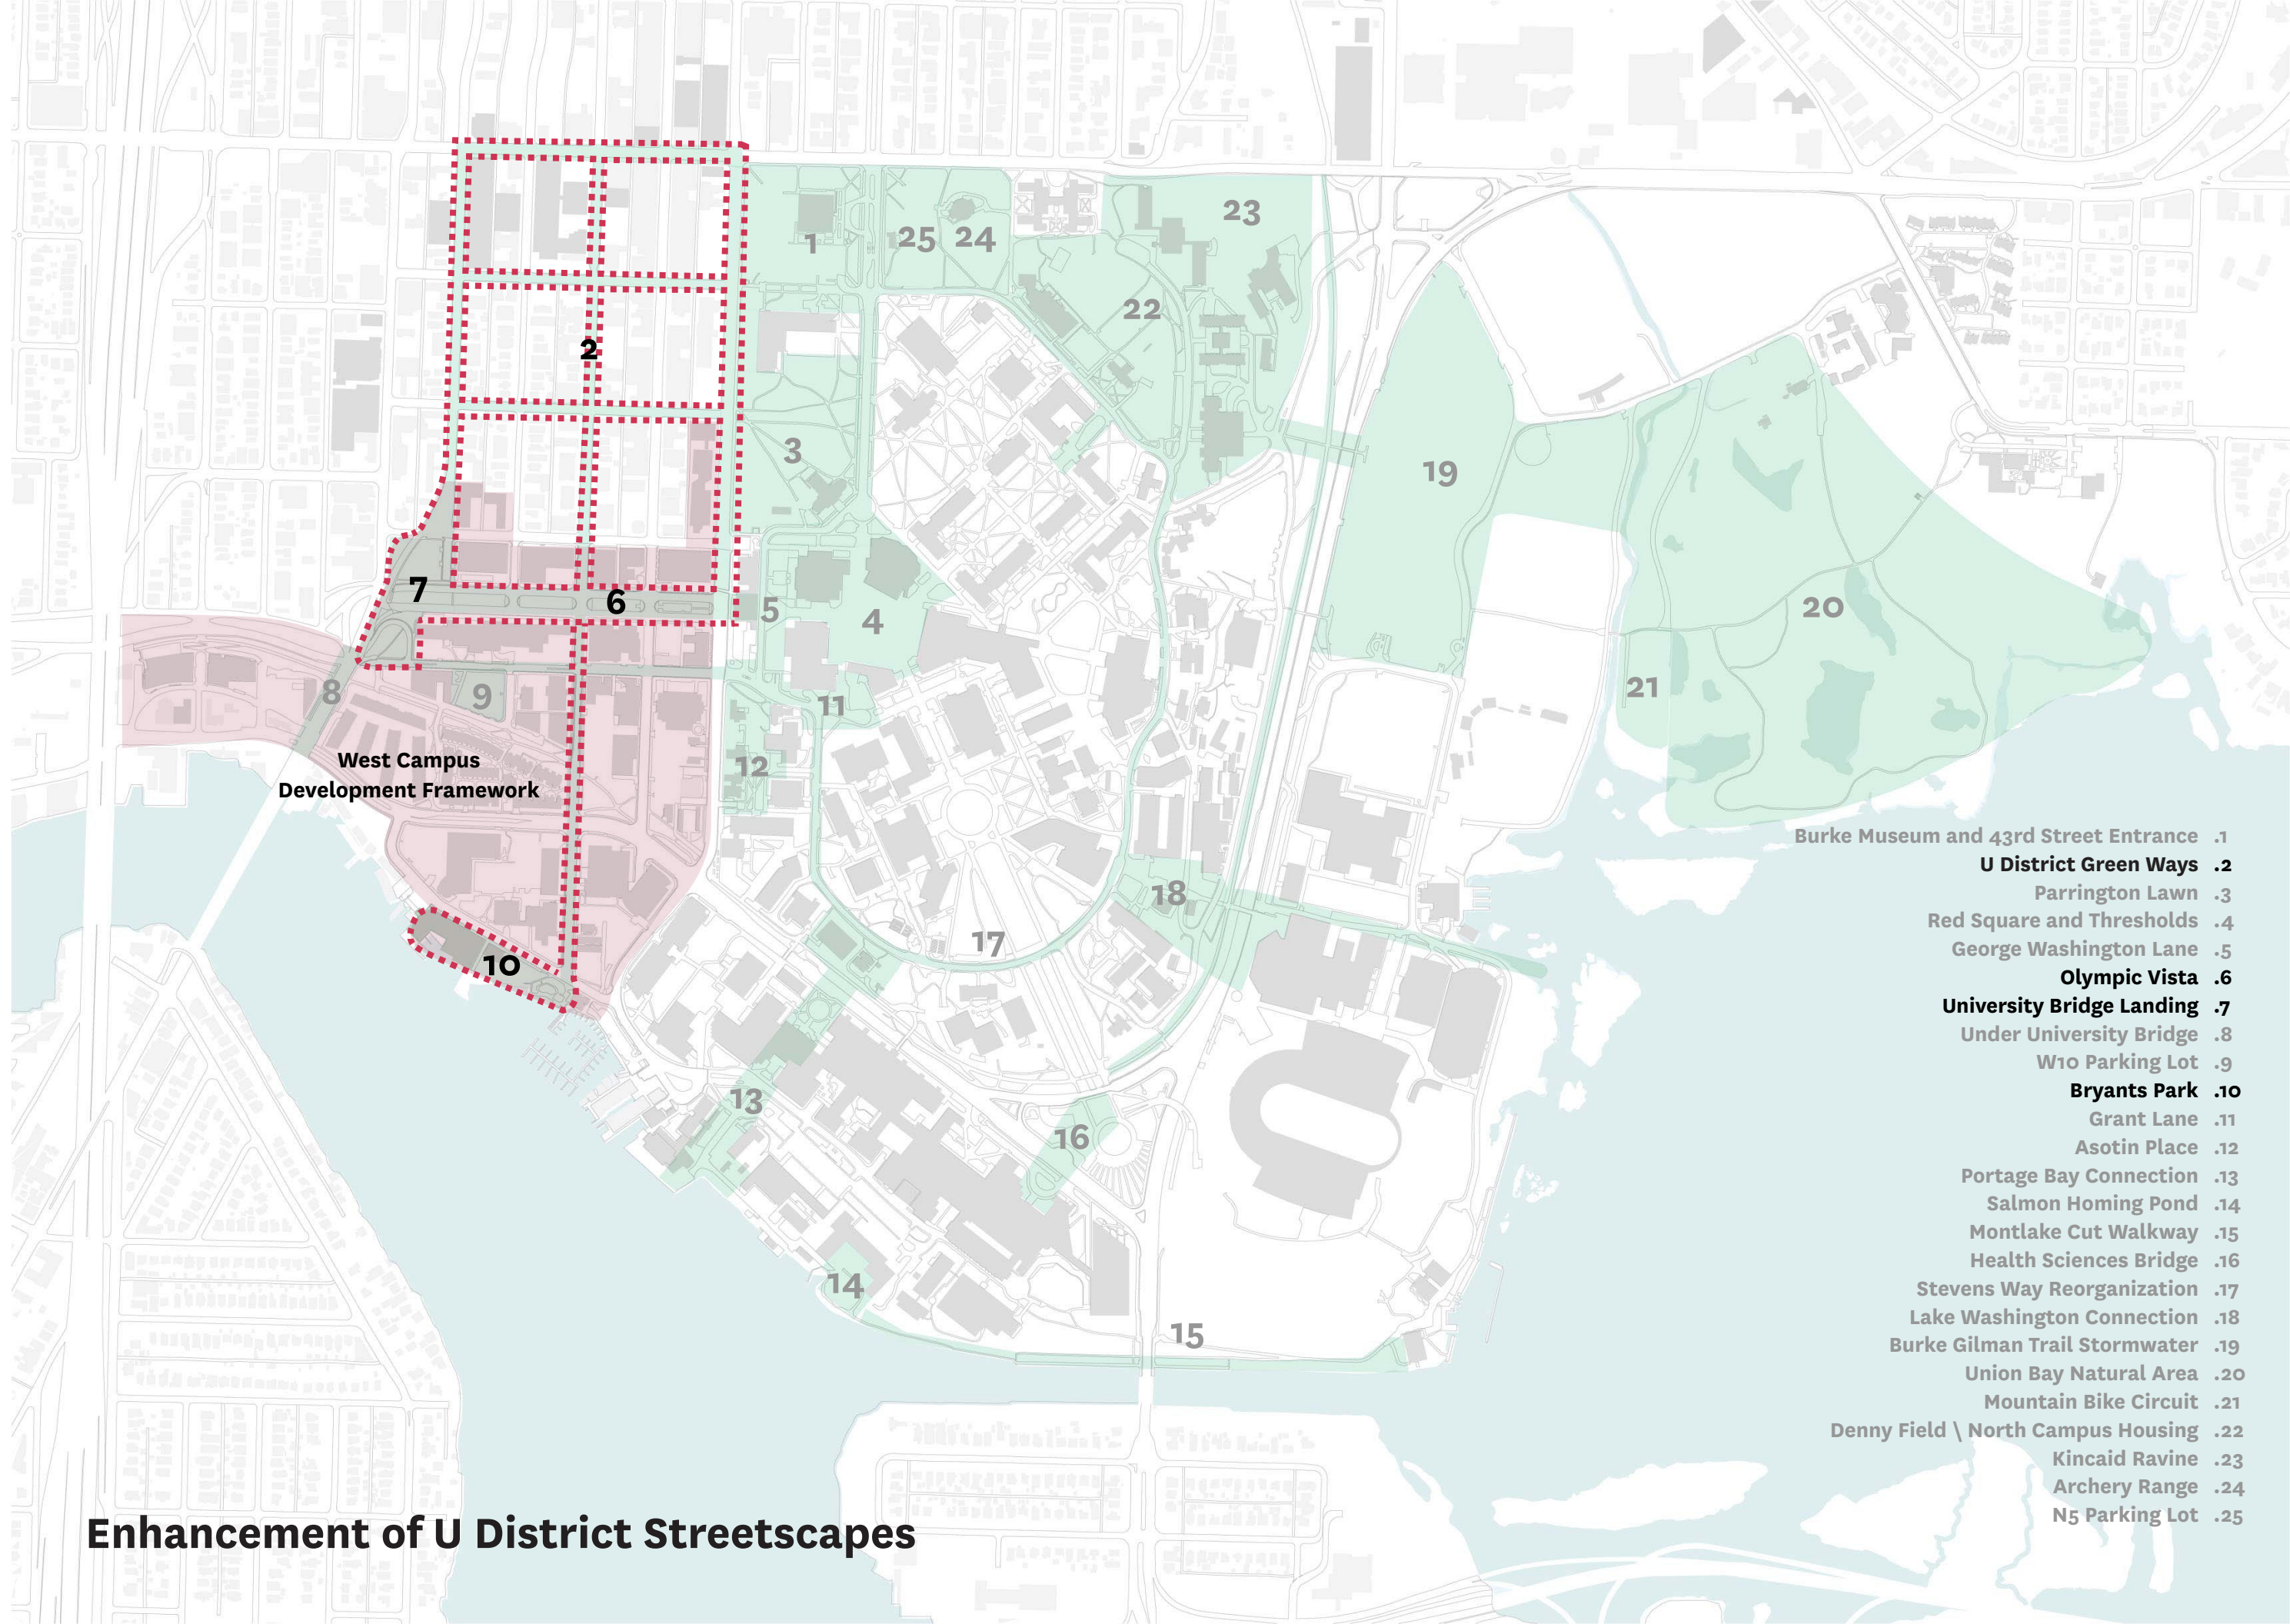 1
25 24
23
22
2
3
19
7
6
5
4
20
8
9
21
11
West Campus
Development Framework
12
18
10
17
13
16
14
15
Burke Museum and 43rd Street Entrance .1
U District Green Ways .2
Parrington Lawn .3
Red Square and Thresholds .4
George Washington Lane .5
Olympic Vista .6
University Bridge Landing .7
Under University Bridge .8
W10 Parking Lot .9
Bryants Park .10
Grant Lane .11
Asotin Place .12
Portage Bay Connection .13
Salmon Homing Pond .14
Montlake Cut Walkway .15
Health Sciences Bridge .16
Stevens Way Reorganization .17
Lake Washington Connection .18
Burke Gilman Trail Stormwater .19
Union Bay Natural Area .20
Mountain Bike Circuit .21
Denny Field \ North Campus Housing .22
Kincaid Ravine .23
Archery Range .24
N5 Parking Lot .25
Enhancement of U District Streetscapes